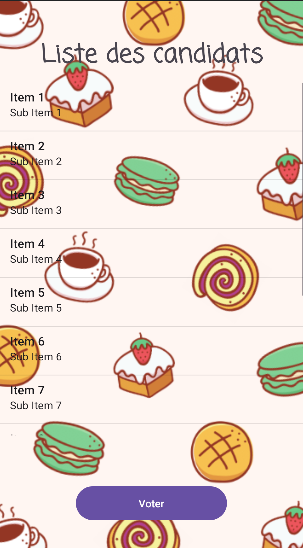 Liste des candidats
Item 1
Sub Item 1
Item 2
Sub Item 2
Item 3
Sub Item 3
Item 4
Sub Item 4
Item 5
Sub Item 5
Item 6
Sub Item 6
Item 7
Sub Item 7
Voter